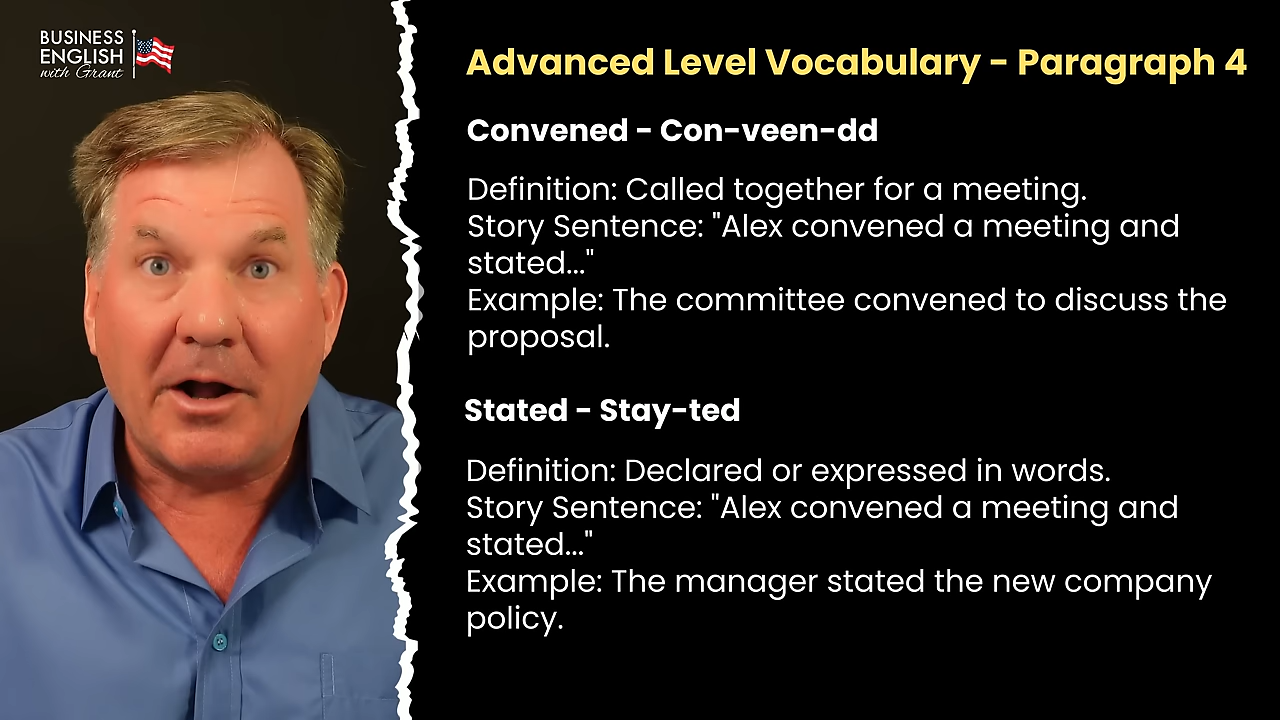 BUSINESS
ENGLISH
with Grant
Advanced Level Vocabulary - Paragraph 4
Convened - Con-veen-dd
Definition: Called together for a meeting.
Story Sentence: "Alex convened a meeting and
stated..."
Example: The committee convened to discuss the
proposal.
Stated - Stay-ted
Definition: Declared or expressed in words.
Story Sentence: "Alex convened a meeting and
stated..."
Example: The manager stated the new company
policy.